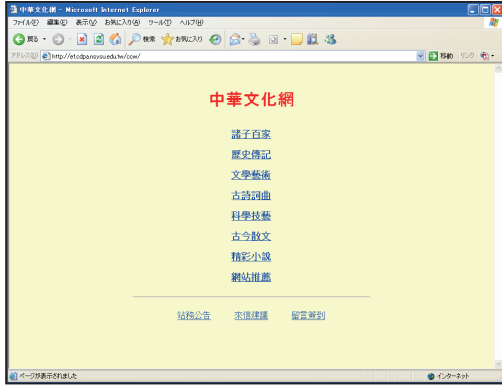 中華文化網 - Microsoft Internet Explorer
ファイル(F) 編集(E) 表示(V) お気に入り(A) ツール(T) ヘルプ(H)
戻る 検索 お気に入り
アドレス(D) 移動 リンク
中華文化網
諸子百家
歷史傳記
文學藝術
古詩詞曲
科學技藝
古今散文
精彩小說
網站推薦
站務公告 來信建議 留言簽到
ページが表示されました インターネット